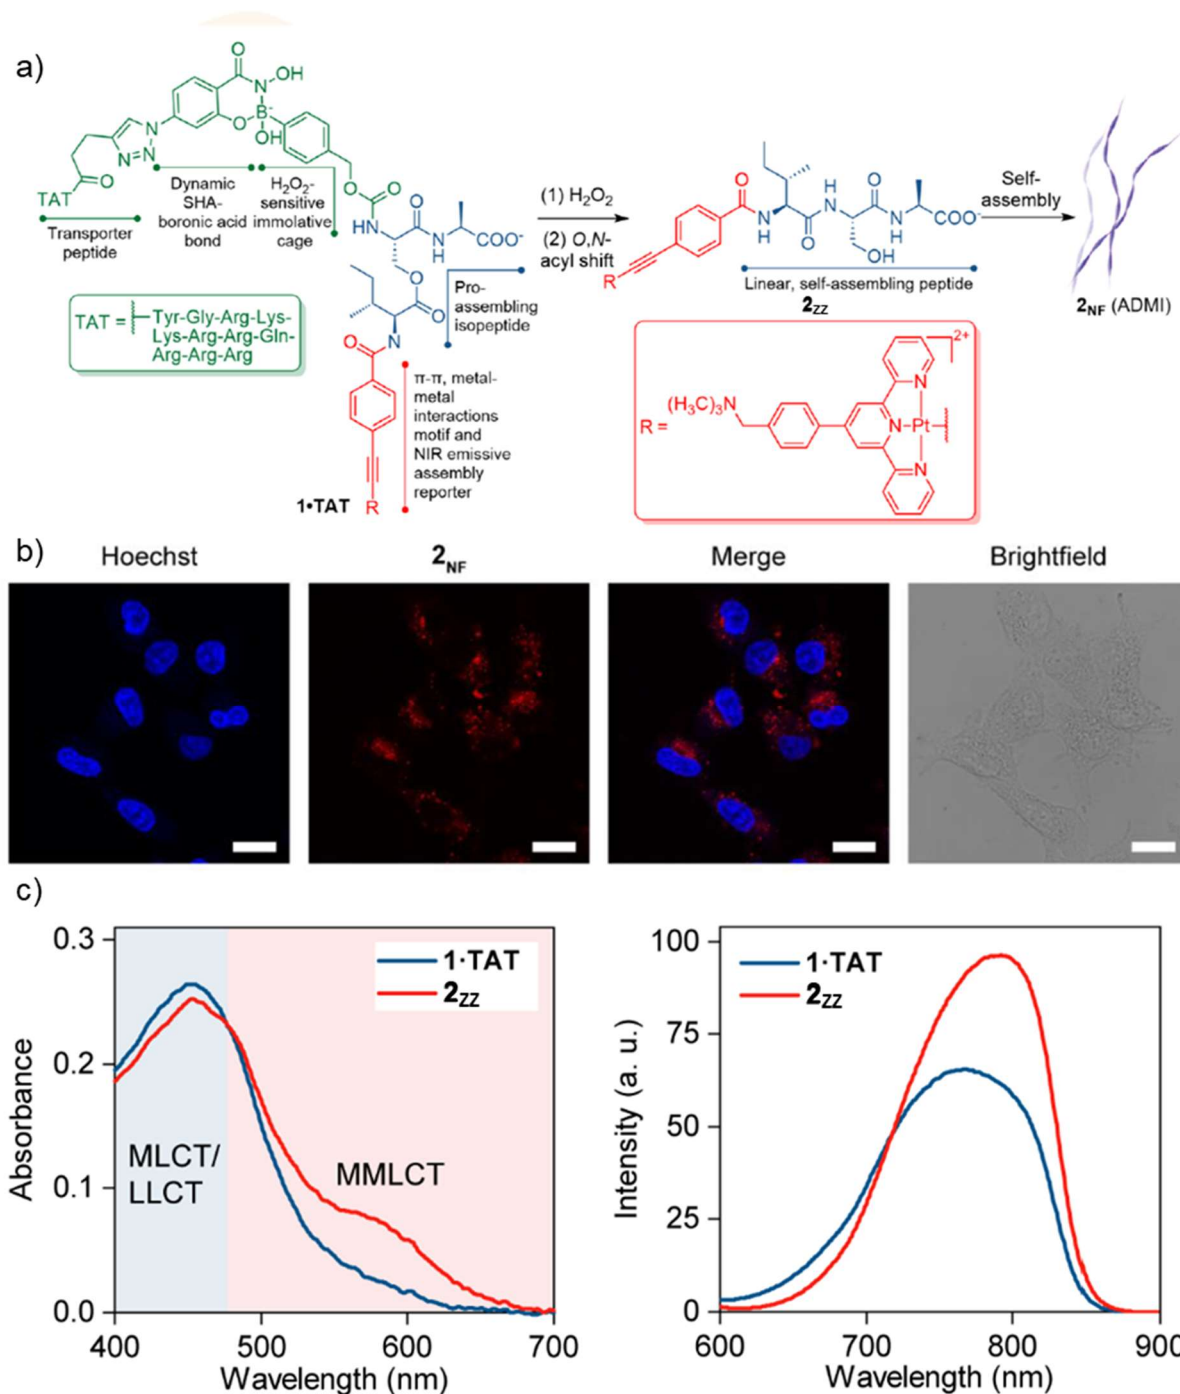 a)
O
OH
N
B-
O
OH
N
N
N
O
TAT
Transporter
peptide
Dynamic
SHA-
boronic acid
bond
H2O2-
sensitive
immolative
cage
O
O
O
HN
N
H
COO-
O
O
N
H
O
Pro-
assembling
isopeptide
TAT = Tyr-Gly-Arg-Lys-
Lys-Arg-Arg-Gln-
Arg-Arg-Arg
π-π, metal-
metal
interactions
motif and
NIR emissive
assembly
reporter
1•TAT
R
(1) H2O2
(2) O,N-
acyl shift
O
N
H
O
H
N
O
N
H
COO-
OH
R
Linear, self-assembling peptide
2ZZ
Self-
assembly
2NF (ADMI)
R =
(H3C)3N
N
N
N
Pt
2+
b)
Hoechst
2NF
Merge
Brightfield
c)
0.3
0.2
0.1
0.0
Absorbance
1·TAT
2ZZ
MLCT/
LLCT
MMLCT
400 500 600 700
Wavelength (nm)
100
75
50
25
0
Intensity (a. u.)
1·TAT
2ZZ
600 700 800 900
Wavelength (nm)